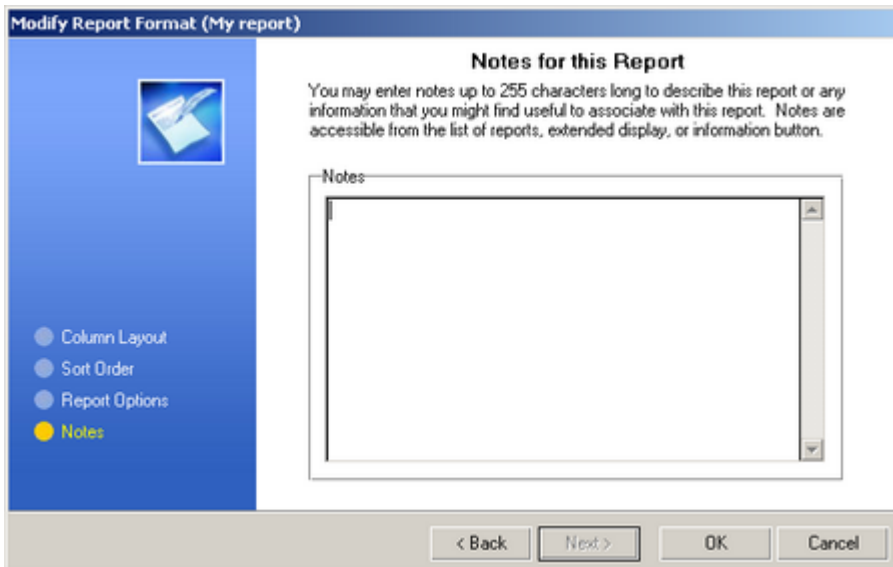 Modify Report Format (My report)
Notes for this Report
You may enter notes up to 255 characters long to describe this report or any
information that you might find useful to associate with this report. Notes are
accessible from the list of reports, extended display, or information button.
Notes
Column Layout
Sort Order
Report Options
Notes
< Back
Next >
OK
Cancel